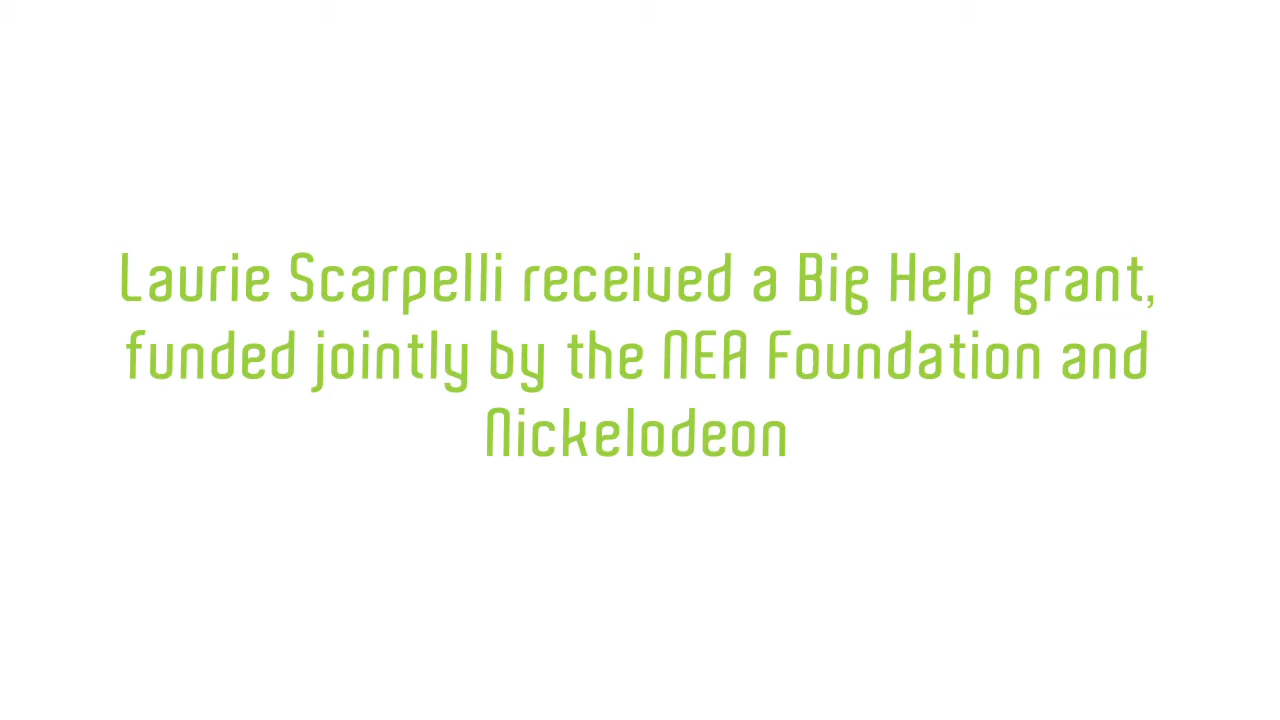 Laurie Scarpelli received a Big Help grant,
funded jointly by the NEA Foundation and
Nickelodeon